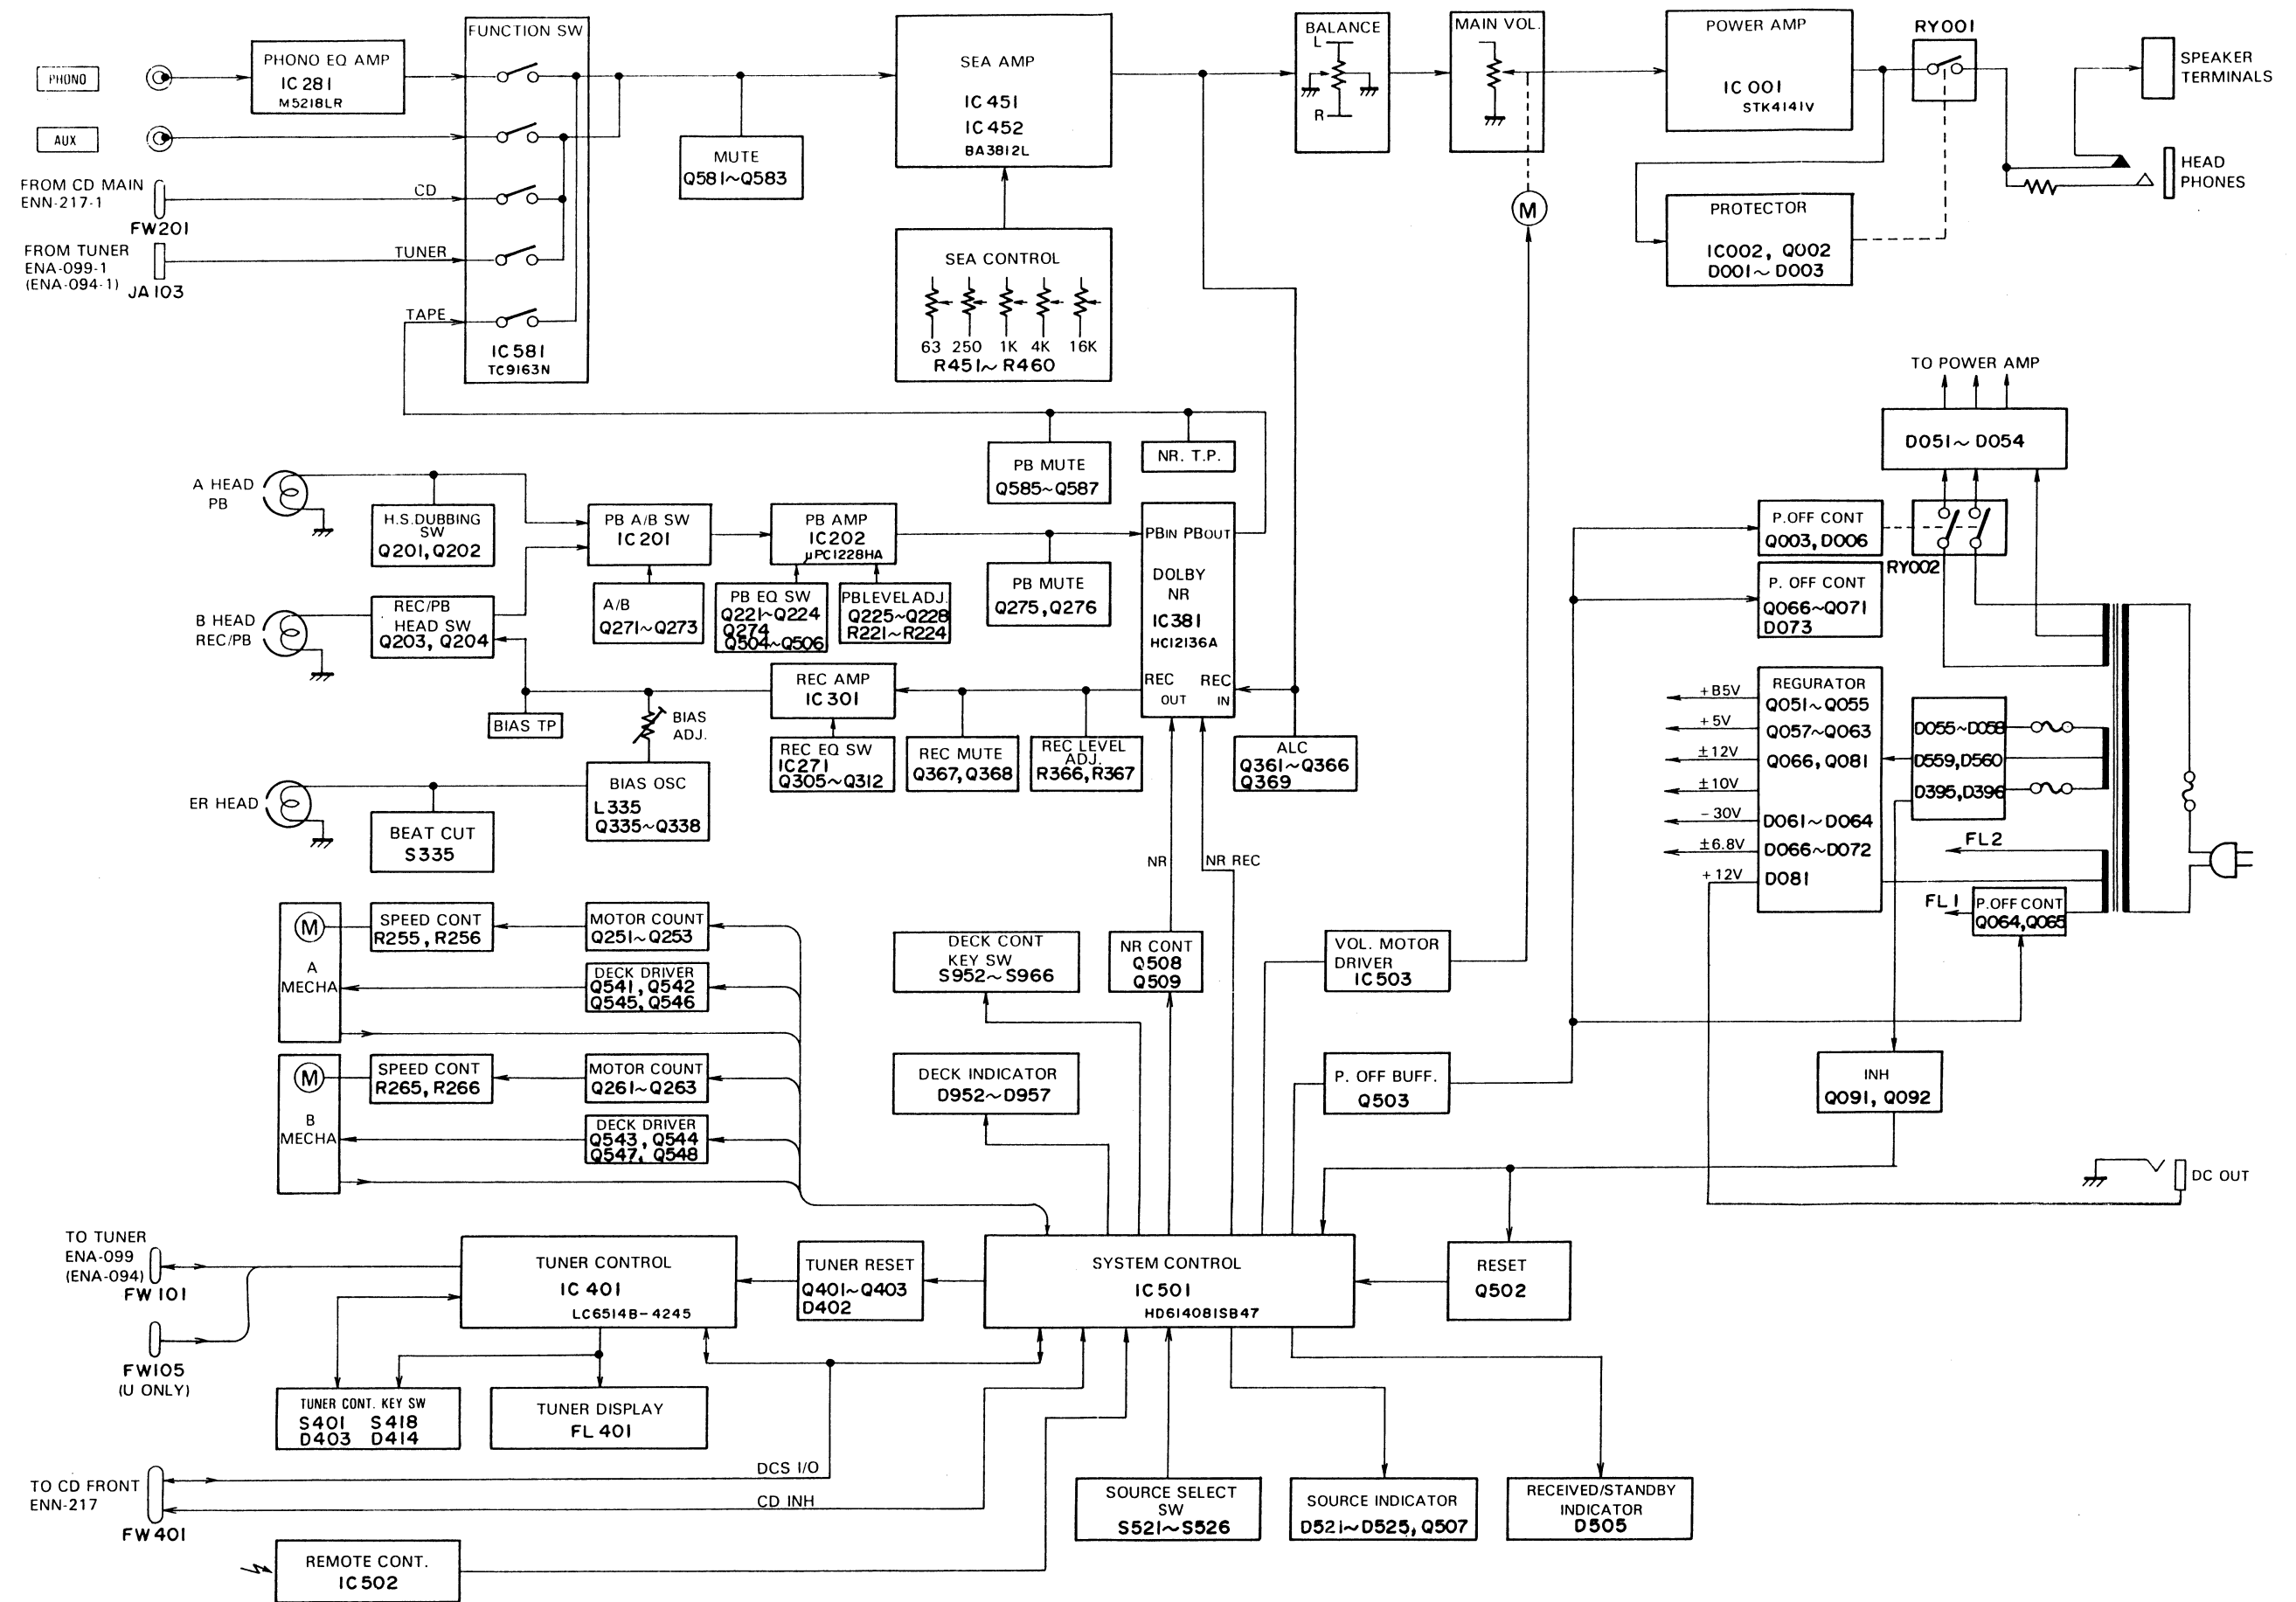 PHONO
PHONO EQ AMP
IC 281
M5218LR
AUX
FROM CD MAIN
ENN-217-1
FW201
CD
FROM TUNER
ENA-099-1
(ENA-094-1)
JA103
TUNER
TAPE
FUNCTION SW
IC581
TC9163N
MUTE
Q581~Q583
SEA AMP
IC 451
IC 452
BA3812L
SEA CONTROL
63 250 1K 4K 16K
R451~R460
BALANCE
L
R
MAIN VOL.
M
POWER AMP
IC 001
STK4141V
RY001
PROTECTOR
IC002, Q002
D001~D003
SPEAKER
TERMINALS
HEAD
PHONES
TO POWER AMP
D051~D054
A HEAD
PB
H.S.DUBBING
SW
Q201, Q202
PB A/B SW
IC201
A/B
Q271~Q273
PB AMP
IC202
μPC1228HA
PB EQ SW
Q221~Q224
Q274
Q504~Q506
PB LEVEL ADJ.
Q225~Q228
R221~R224
PB MUTE
Q585~Q587
NR. T.P.
PB MUTE
Q275, Q276
PBIN PBOUT
DOLBY
NR
IC381
HC12136A
REC
OUT
REC
IN
B HEAD
REC/PB
REC/PB
HEAD SW
Q203, Q204
BIAS TP
BIAS
ADJ.
REC AMP
IC301
REC EQ SW
IC271
Q305~Q312
REC MUTE
Q367, Q368
REC LEVEL
ADJ.
R366, R367
ALC
Q361~Q366
Q369
ER HEAD
BEAT CUT
S335
BIAS OSC
L335
Q335~Q338
NR
NR REC
P.OFF CONT
Q003, D006
RY002
P. OFF CONT
Q066~Q071
D073
REGURATOR
Q051~Q055
Q057~Q063
Q066, Q081
D061~D064
D066~D072
D081
+B5V
+5V
±12V
±10V
-30V
±6.8V
+12V
D055~D058
D559, D560
D395, D396
FL2
FL1
P.OFF CONT
Q064, Q065
M
A
MECHA
SPEED CONT
R255, R256
MOTOR COUNT
Q251~Q253
DECK DRIVER
Q541, Q542
Q545, Q546
M
B
MECHA
SPEED CONT
R265, R266
MOTOR COUNT
Q261~Q263
DECK DRIVER
Q543, Q544
Q547, Q548
DECK CONT
KEY SW
S952~S966
NR CONT
Q508
Q509
VOL. MOTOR
DRIVER
IC503
DECK INDICATOR
D952~D957
P. OFF BUFF.
Q503
INH
Q091, Q092
DC OUT
TO TUNER
ENA-099
(ENA-094)
FW101
FW105
(U ONLY)
TUNER CONTROL
IC 401
LC6514B-4245
TUNER RESET
Q401~Q403
D402
SYSTEM CONTROL
IC501
HD614081SB47
RESET
Q502
TUNER CONT. KEY SW
S401 S418
D403 D414
TUNER DISPLAY
FL 401
TO CD FRONT
ENN-217
FW401
DCS I/O
CD INH
REMOTE CONT.
IC502
SOURCE SELECT
SW
S521~S526
SOURCE INDICATOR
D521~D525, Q507
RECEIVED/STANDBY
INDICATOR
D505